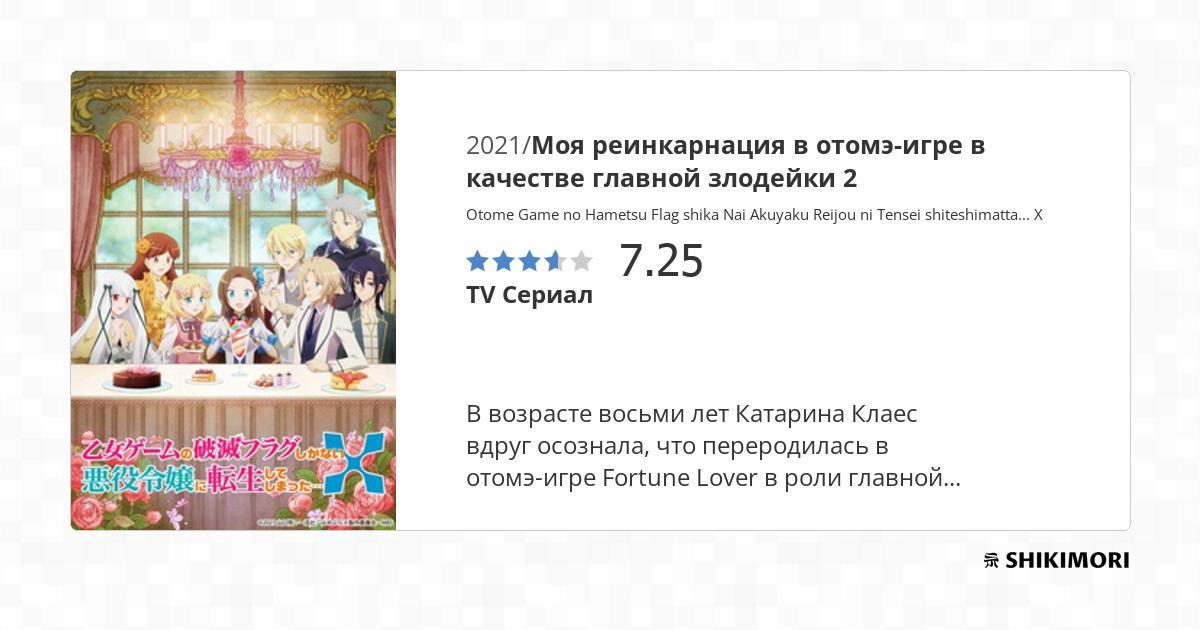 2021/Моя реинкарнация в отомэ-игре в
качестве главной злодейки 2
Otome Game no Hametsu Flag shika Nai Akuyaku Reijou ni Tensei shiteshimatta... X
7.25
TV Сериал
В возрасте восьми лет Катарина Клаес
вдруг осознала, что переродилась в
отомэ-игре Fortune Lover в роли главной...
乙女ゲームの破滅フラグしかない
悪役令嬢に転生してしまった…X
SHIKIMORI